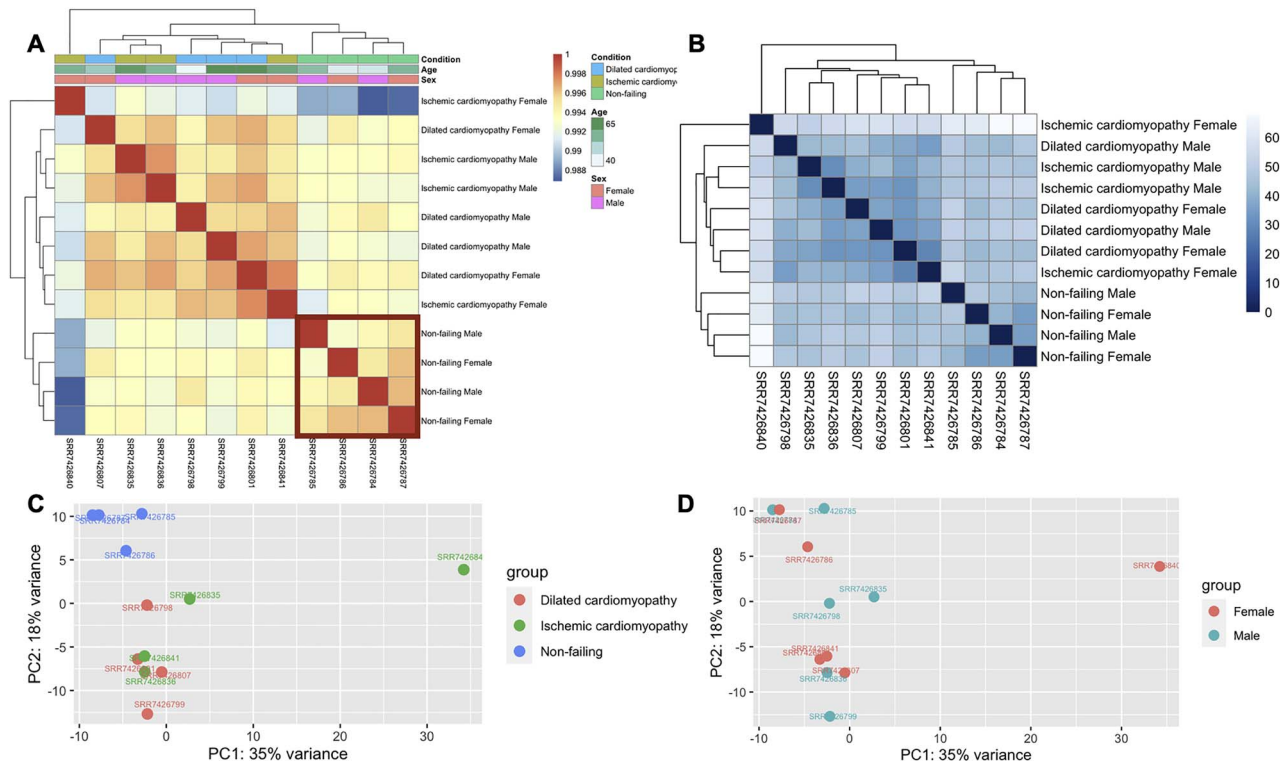 A
Condition
Age
Sex
Ischemic cardiomyopathy Female
Dilated cardiomyopathy Female
Ischemic cardiomyopathy Male
Ischemic cardiomyopathy Male
Dilated cardiomyopathy Male
Dilated cardiomyopathy Male
Dilated cardiomyopathy Female
Ischemic cardiomyopathy Female
Non-failing Male
Non-failing Female
Non-failing Male
Non-failing Female
SRR7426840
SRR7426807
SRR7426835
SRR7426836
SRR7426798
SRR7426799
SRR7426801
SRR7426841
SRR7426785
SRR7426786
SRR7426784
SRR7426787
1
0.998
0.996
0.994
0.992
0.99
0.988
Condition
Dilated cardiomyop
Ischemic cardiomy
Non-failing
Age
65
40
Sex
Female
Male
B
Ischemic cardiomyopathy Female
Dilated cardiomyopathy Male
Ischemic cardiomyopathy Male
Ischemic cardiomyopathy Male
Dilated cardiomyopathy Female
Dilated cardiomyopathy Male
Dilated cardiomyopathy Female
Ischemic cardiomyopathy Female
Non-failing Male
Non-failing Female
Non-failing Male
Non-failing Female
SRR7426840
SRR7426798
SRR7426835
SRR7426836
SRR7426807
SRR7426799
SRR7426801
SRR7426841
SRR7426785
SRR7426786
SRR7426784
SRR7426787
60
50
40
30
20
10
0
C
10
5
0
-5
-10
PC2: 18% variance
-10
0
10
20
30
PC1: 35% variance
SRR7426785
SRR7426786
SRR742684
SRR7426835
SRR7426798
SRR7426841
SRR7426836
SRR7426799
group
Dilated cardiomyopathy
Ischemic cardiomyopathy
Non-failing
D
10
5
0
-5
-10
PC2: 18% variance
-10
0
10
20
30
PC1: 35% variance
SRR7426785
SRR7426786
SRR7426840
SRR7426835
SRR7426798
SRR7426841
SRR7426836
SRR7426799
group
Female
Male